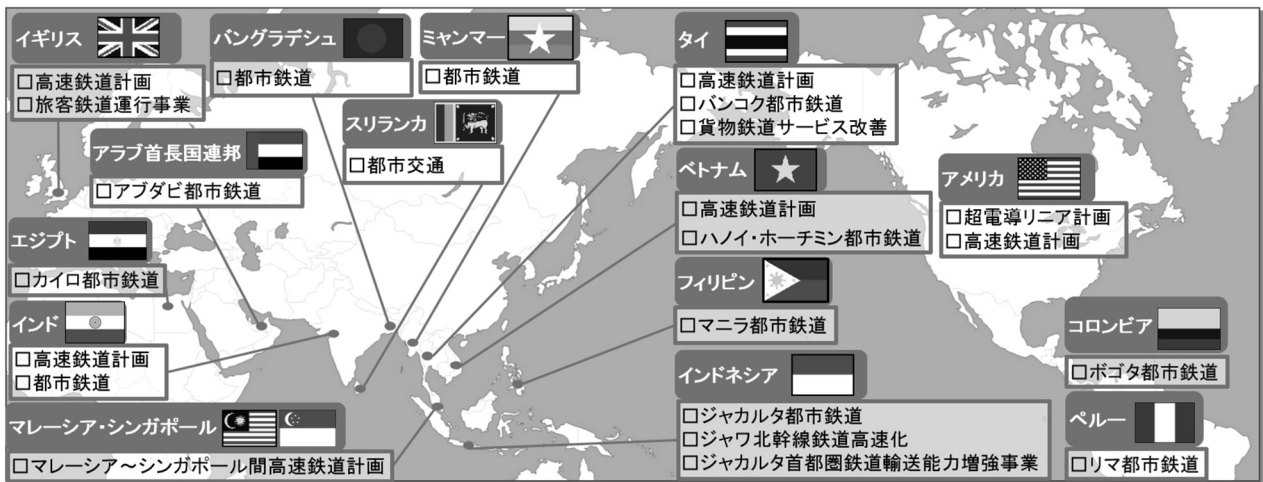 イギリス
□高速鉄道計画
□旅客鉄道運行事業
バングラデシュ
□都市鉄道
ミャンマー
□都市鉄道
スリランカ
□都市交通
アラブ首長国連邦
□アブダビ都市鉄道
エジプト
□カイロ都市鉄道
インド
□高速鉄道計画
□都市鉄道
マレーシア・シンガポール
□マレーシア～シンガポール間高速鉄道計画
タイ
□高速鉄道計画
□バンコク都市鉄道
□貨物鉄道サービス改善
ベトナム
□高速鉄道計画
□ハノイ・ホーチミン都市鉄道
フィリピン
□マニラ都市鉄道
インドネシア
□ジャカルタ都市鉄道
□ジャワ北幹線鉄道高速化
□ジャカルタ首都圏鉄道輸送能力増強事業
アメリカ
□超電導リニア計画
□高速鉄道計画
コロンビア
□ボゴタ都市鉄道
ペルー
□リマ都市鉄道